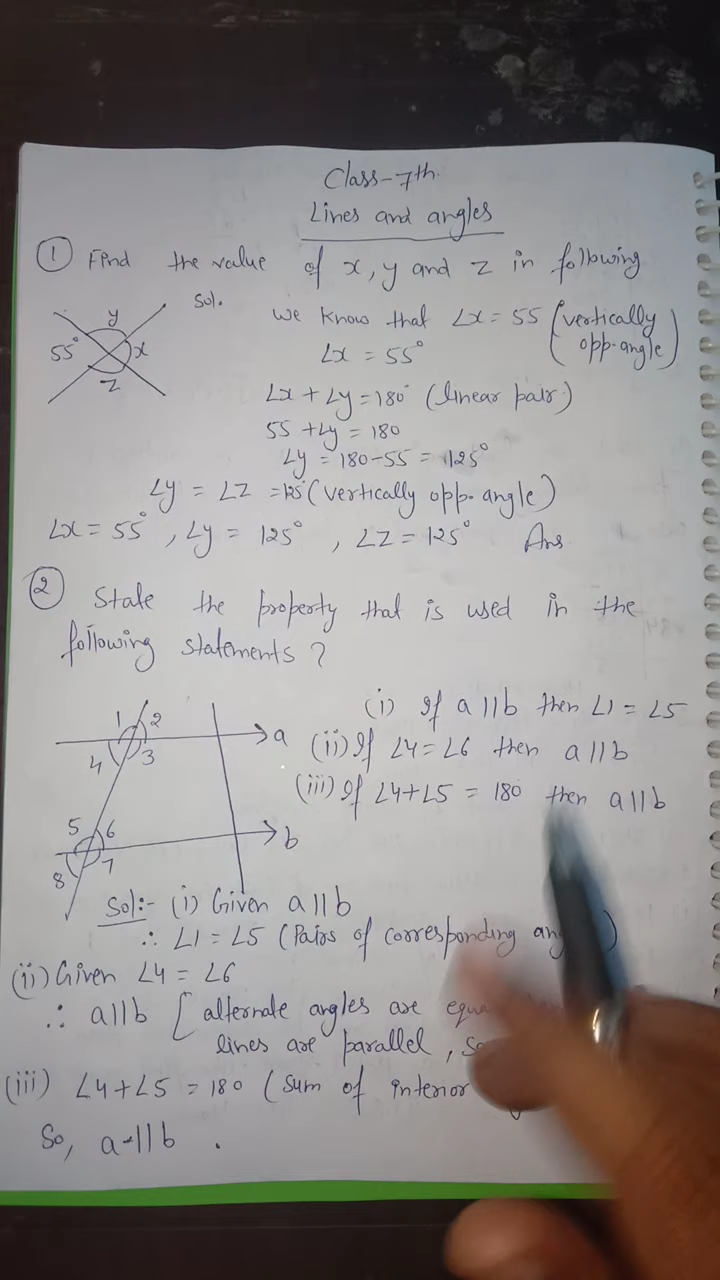 Class-7th.
Lines and angles
① Find the value of x, y and z in following
Sol.
y
55°
x
z
We know that ∠x = 55 (vertically opp. angle)
∠x = 55°
∠x + ∠y = 180° (linear pair)
55 + ∠y = 180
∠y = 180-55 = 125°
∠y = ∠z = 125° (vertically opp. angle)
∠x = 55°, ∠y = 125°, ∠z = 125° Ans
② State the property that is used in the
following statements?
1 2
4 3
a
5 6
8 7
b
(i) If a || b then ∠1 = ∠5
(ii) If ∠4 = ∠6 then a || b
(iii) If ∠4+∠5 = 180 then a || b
Sol:- (i) Given a || b
∴ ∠1 = ∠5 (Pairs of corresponding
(ii) Given ∠4 = ∠6
∴ a || b [alternate angles are
lines are parallel,
(iii) ∠4+∠5 = 180 (Sum of interior
So, a || b .